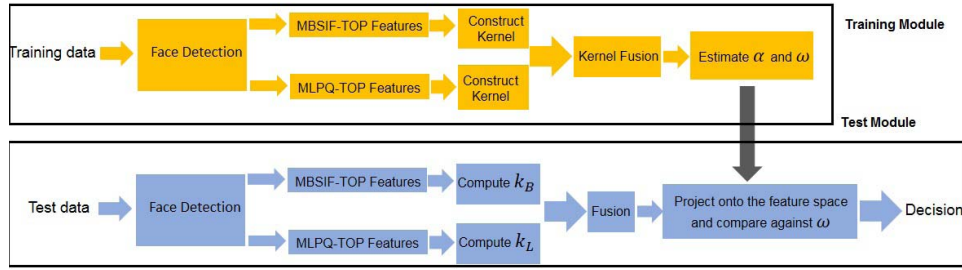 Training Module
Training data
Face Detection
MBSIF-TOP Features
MLPQ-TOP Features
Construct
Kernel
Construct
Kernel
Kernel Fusion
Estimate α and ω
Test Module
Test data
Face Detection
MBSIF-TOP Features
MLPQ-TOP Features
Compute k_B
Compute k_L
Fusion
Project onto the feature space
and compare against ω
Decision